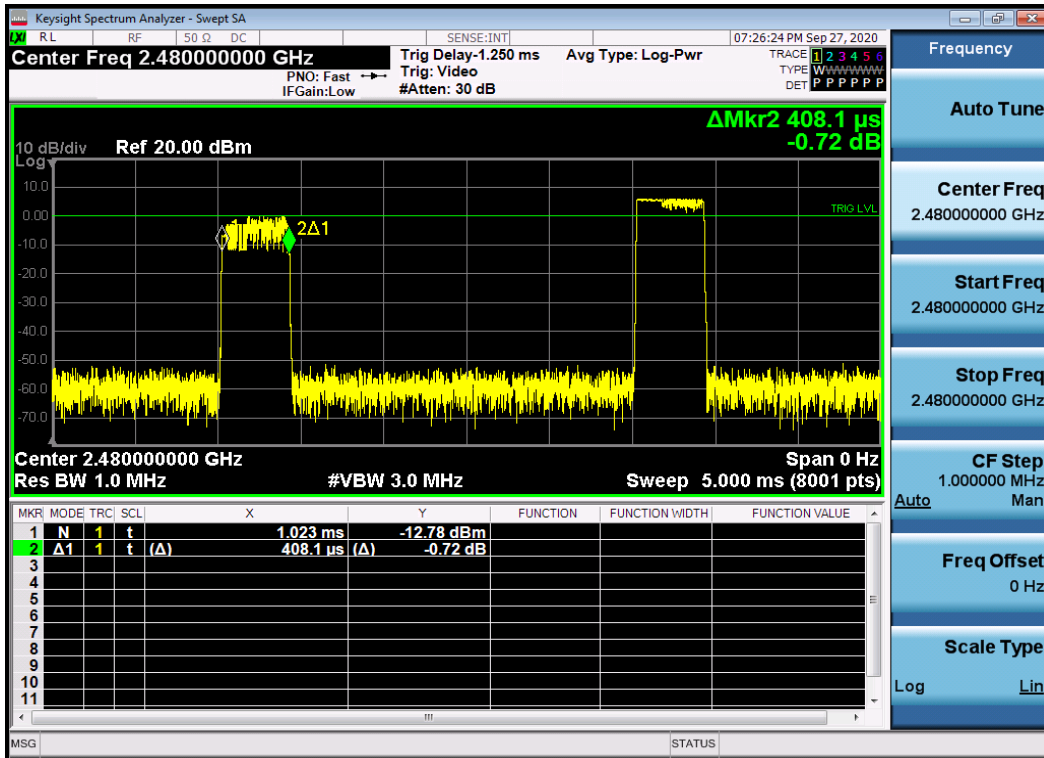 Keysight Spectrum Analyzer - Swept SA
LXI RL RF 50 Ω DC SENSE:INT 07:26:24 PM Sep 27, 2020
Center Freq 2.480000000 GHz
PNO: Fast
IFGain:Low
Trig Delay-1.250 ms
Trig: Video
#Atten: 30 dB
Avg Type: Log-Pwr
TRACE 1 2 3 4 5 6
TYPE W W W W W W
DET P P P P P P
ΔMkr2 408.1 µs
-0.72 dB
10 dB/div Ref 20.00 dBm
Log
10.0
0.00
TRIG LVL
2Δ1
-10.0
-20.0
-30.0
-40.0
-50.0
-60.0
-70.0
Center 2.480000000 GHz Span 0 Hz
Res BW 1.0 MHz #VBW 3.0 MHz Sweep 5.000 ms (8001 pts)
MKR MODE TRC SCL X Y FUNCTION FUNCTION WIDTH FUNCTION VALUE
1 N 1 t 1.023 ms -12.78 dBm
2 Δ1 1 t (Δ) 408.1 µs (Δ) -0.72 dB
3
4
5
6
7
8
9
10
11
MSG STATUS
Frequency
Auto Tune
Center Freq
2.480000000 GHz
Start Freq
2.480000000 GHz
Stop Freq
2.480000000 GHz
CF Step
1.000000 MHz
Auto Man
Freq Offset
0 Hz
Scale Type
Log Lin